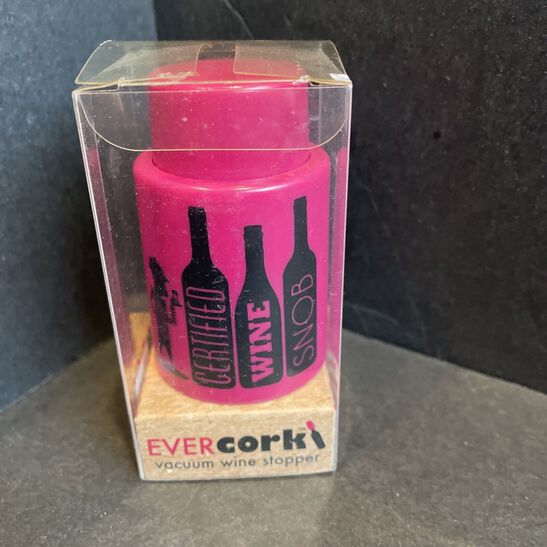 CERTIFIED
WINE
SNOB
EVERcork
vacuum wine stopper